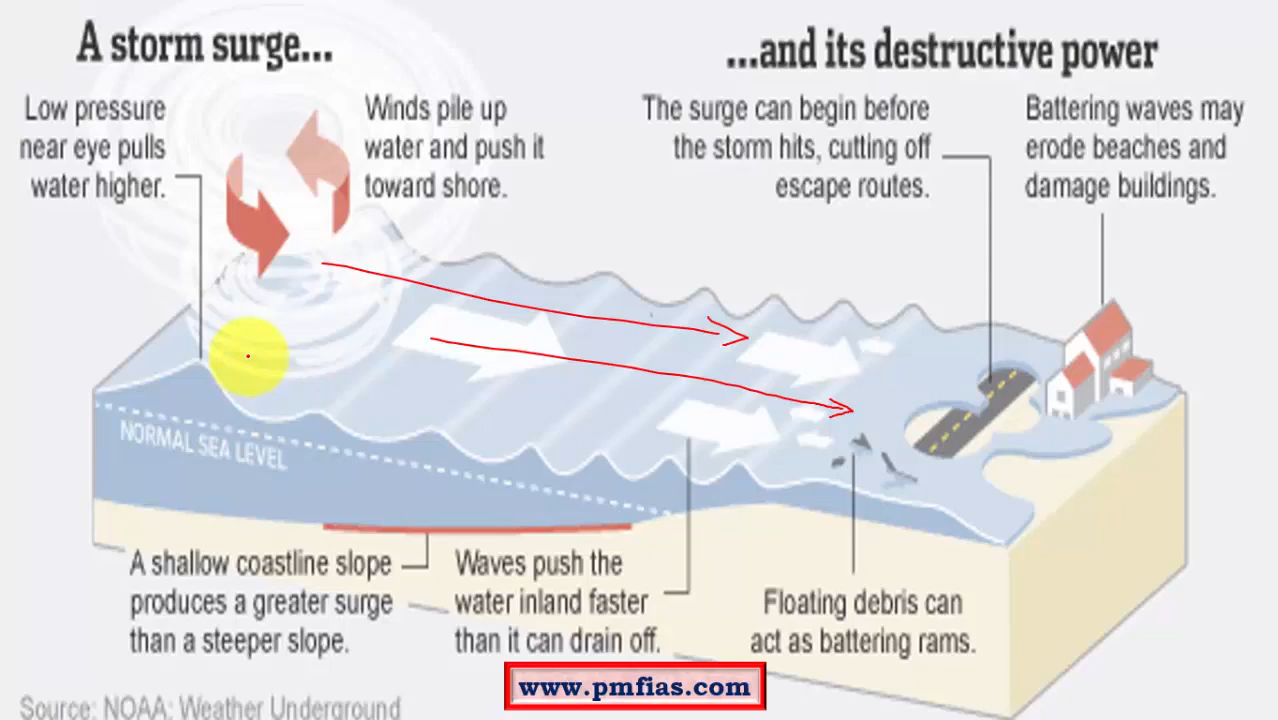 A storm surge...
Low pressure
near eye pulls
water higher.
Winds pile up
water and push it
toward shore.
...and its destructive power
The surge can begin before
the storm hits, cutting off
escape routes.
Battering waves may
erode beaches and
damage buildings.
NORMAL SEA LEVEL
A shallow coastline slope
produces a greater surge
than a steeper slope.
Waves push the
water inland faster
than it can drain off.
Floating debris can
act as battering rams.
www.pmfias.com
Source: NOAA; Weather Underground